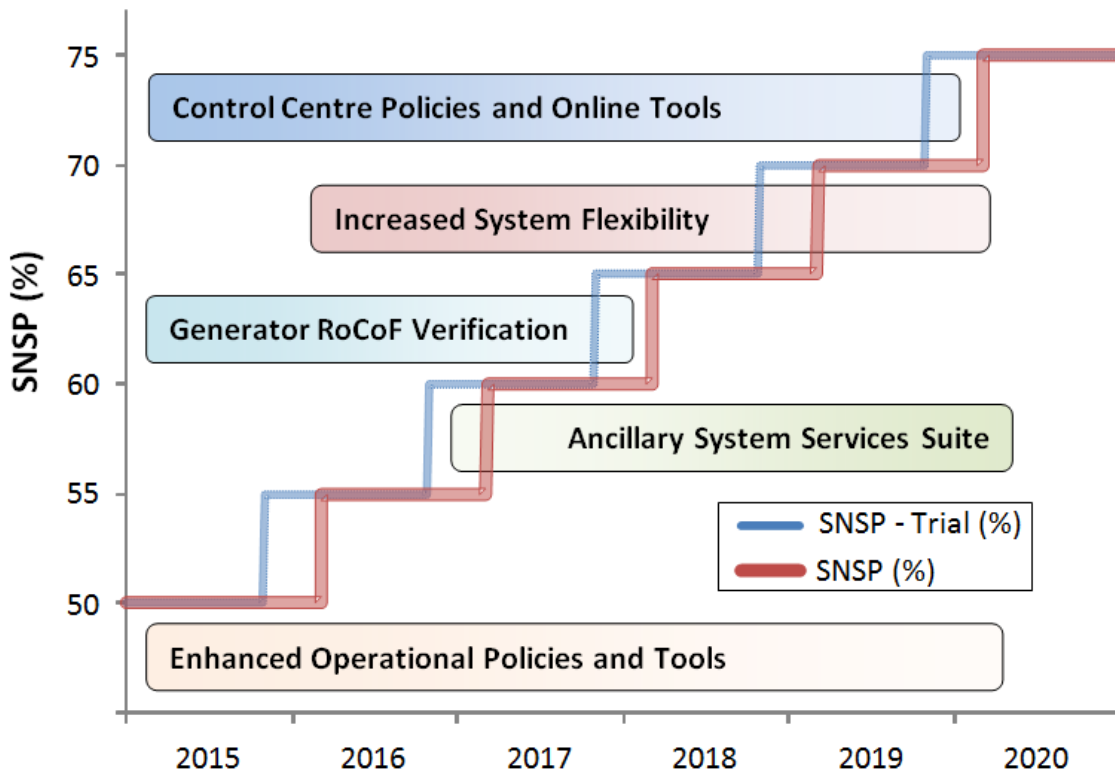 75
Control Centre Policies and Online Tools
70
Increased System Flexibility
65
Generator RoCoF Verification
SNSP (%)
60
Ancillary System Services Suite
55
SNSP - Trial (%)
SNSP (%)
50
Enhanced Operational Policies and Tools
2015 2016 2017 2018 2019 2020